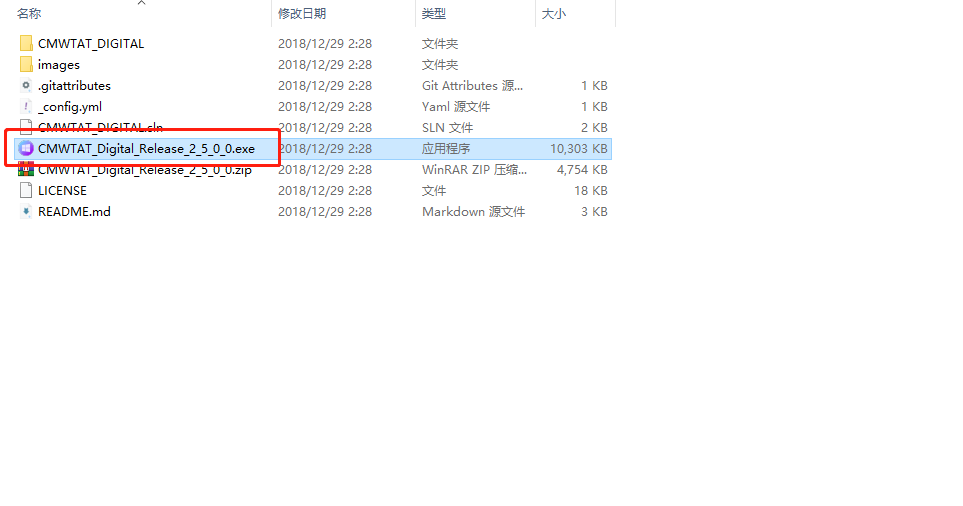 名称 修改日期 类型 大小
CMWTAT_DIGITAL 2018/12/29 2:28 文件夹
images 2018/12/29 2:28 文件夹
.gitattributes 2018/12/29 2:28 Git Attributes 源... 1 KB
_config.yml 2018/12/29 2:28 Yaml 源文件 1 KB
CMWTAT_DIGITAL.sln 2018/12/29 2:28 SLN 文件 2 KB
CMWTAT_Digital_Release_2_5_0_0.exe 2018/12/29 2:28 应用程序 10,303 KB
CMWTAT_Digital_Release_2_5_0_0.zip 2018/12/29 2:28 WinRAR ZIP 压缩... 4,754 KB
LICENSE 2018/12/29 2:28 文件 18 KB
README.md 2018/12/29 2:28 Markdown 源文件 3 KB